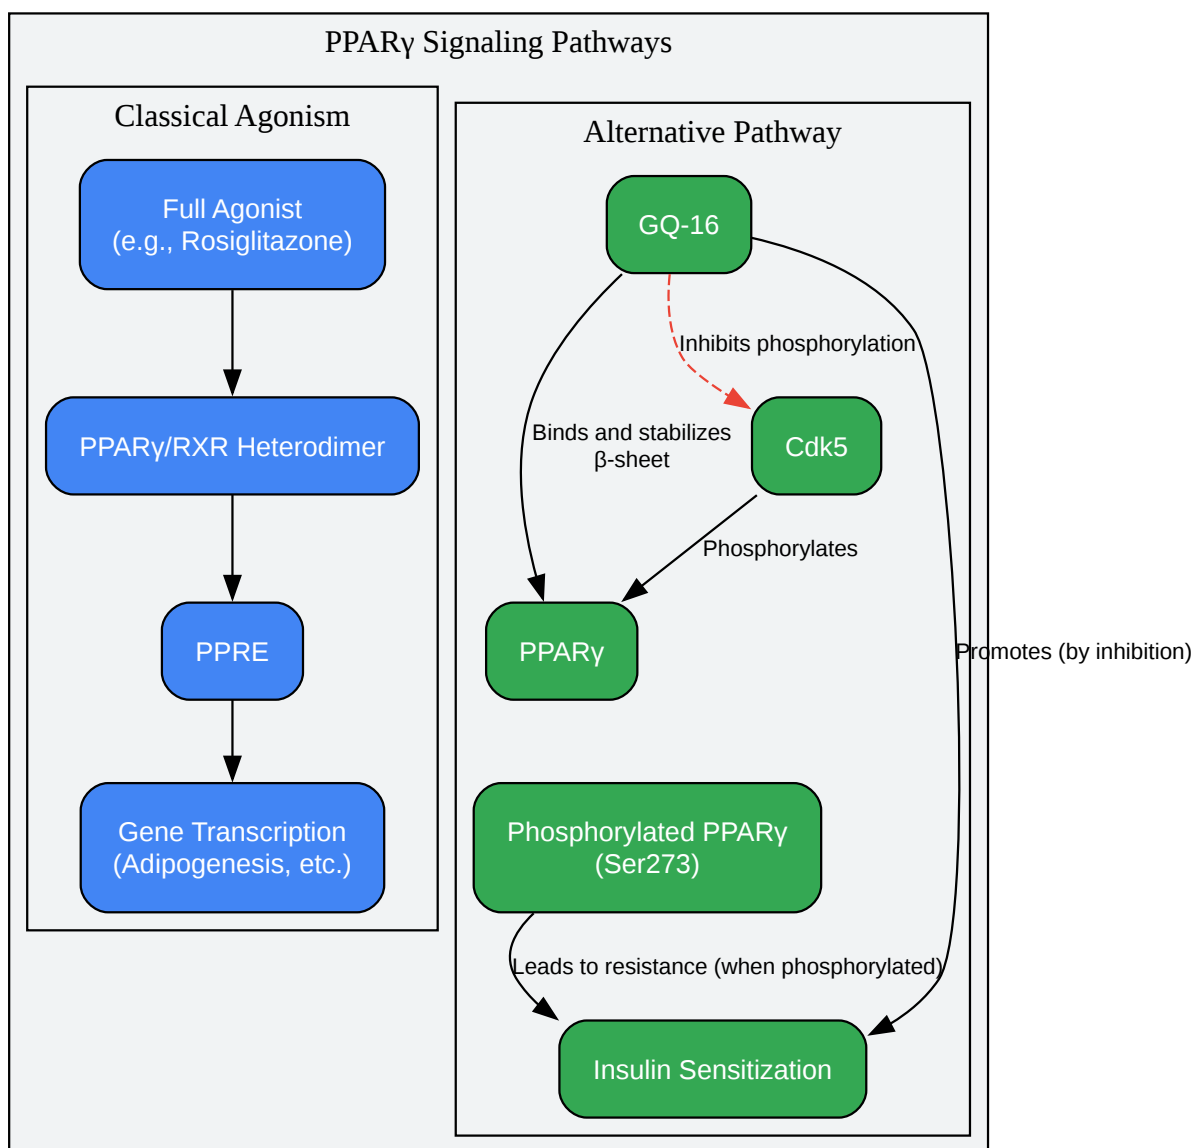 PPARγ Signaling Pathways
Classical Agonism
Full Agonist
(e.g., Rosiglitazone)
PPARγ/RXR Heterodimer
PPRE
Gene Transcription
(Adipogenesis, etc.)
Alternative Pathway
GQ-16
Inhibits phosphorylation
Binds and stabilizes
β-sheet
Cdk5
Phosphorylates
PPARγ
Promotes (by inhibition)
Phosphorylated PPARγ
(Ser273)
Leads to resistance (when phosphorylated)
Insulin Sensitization